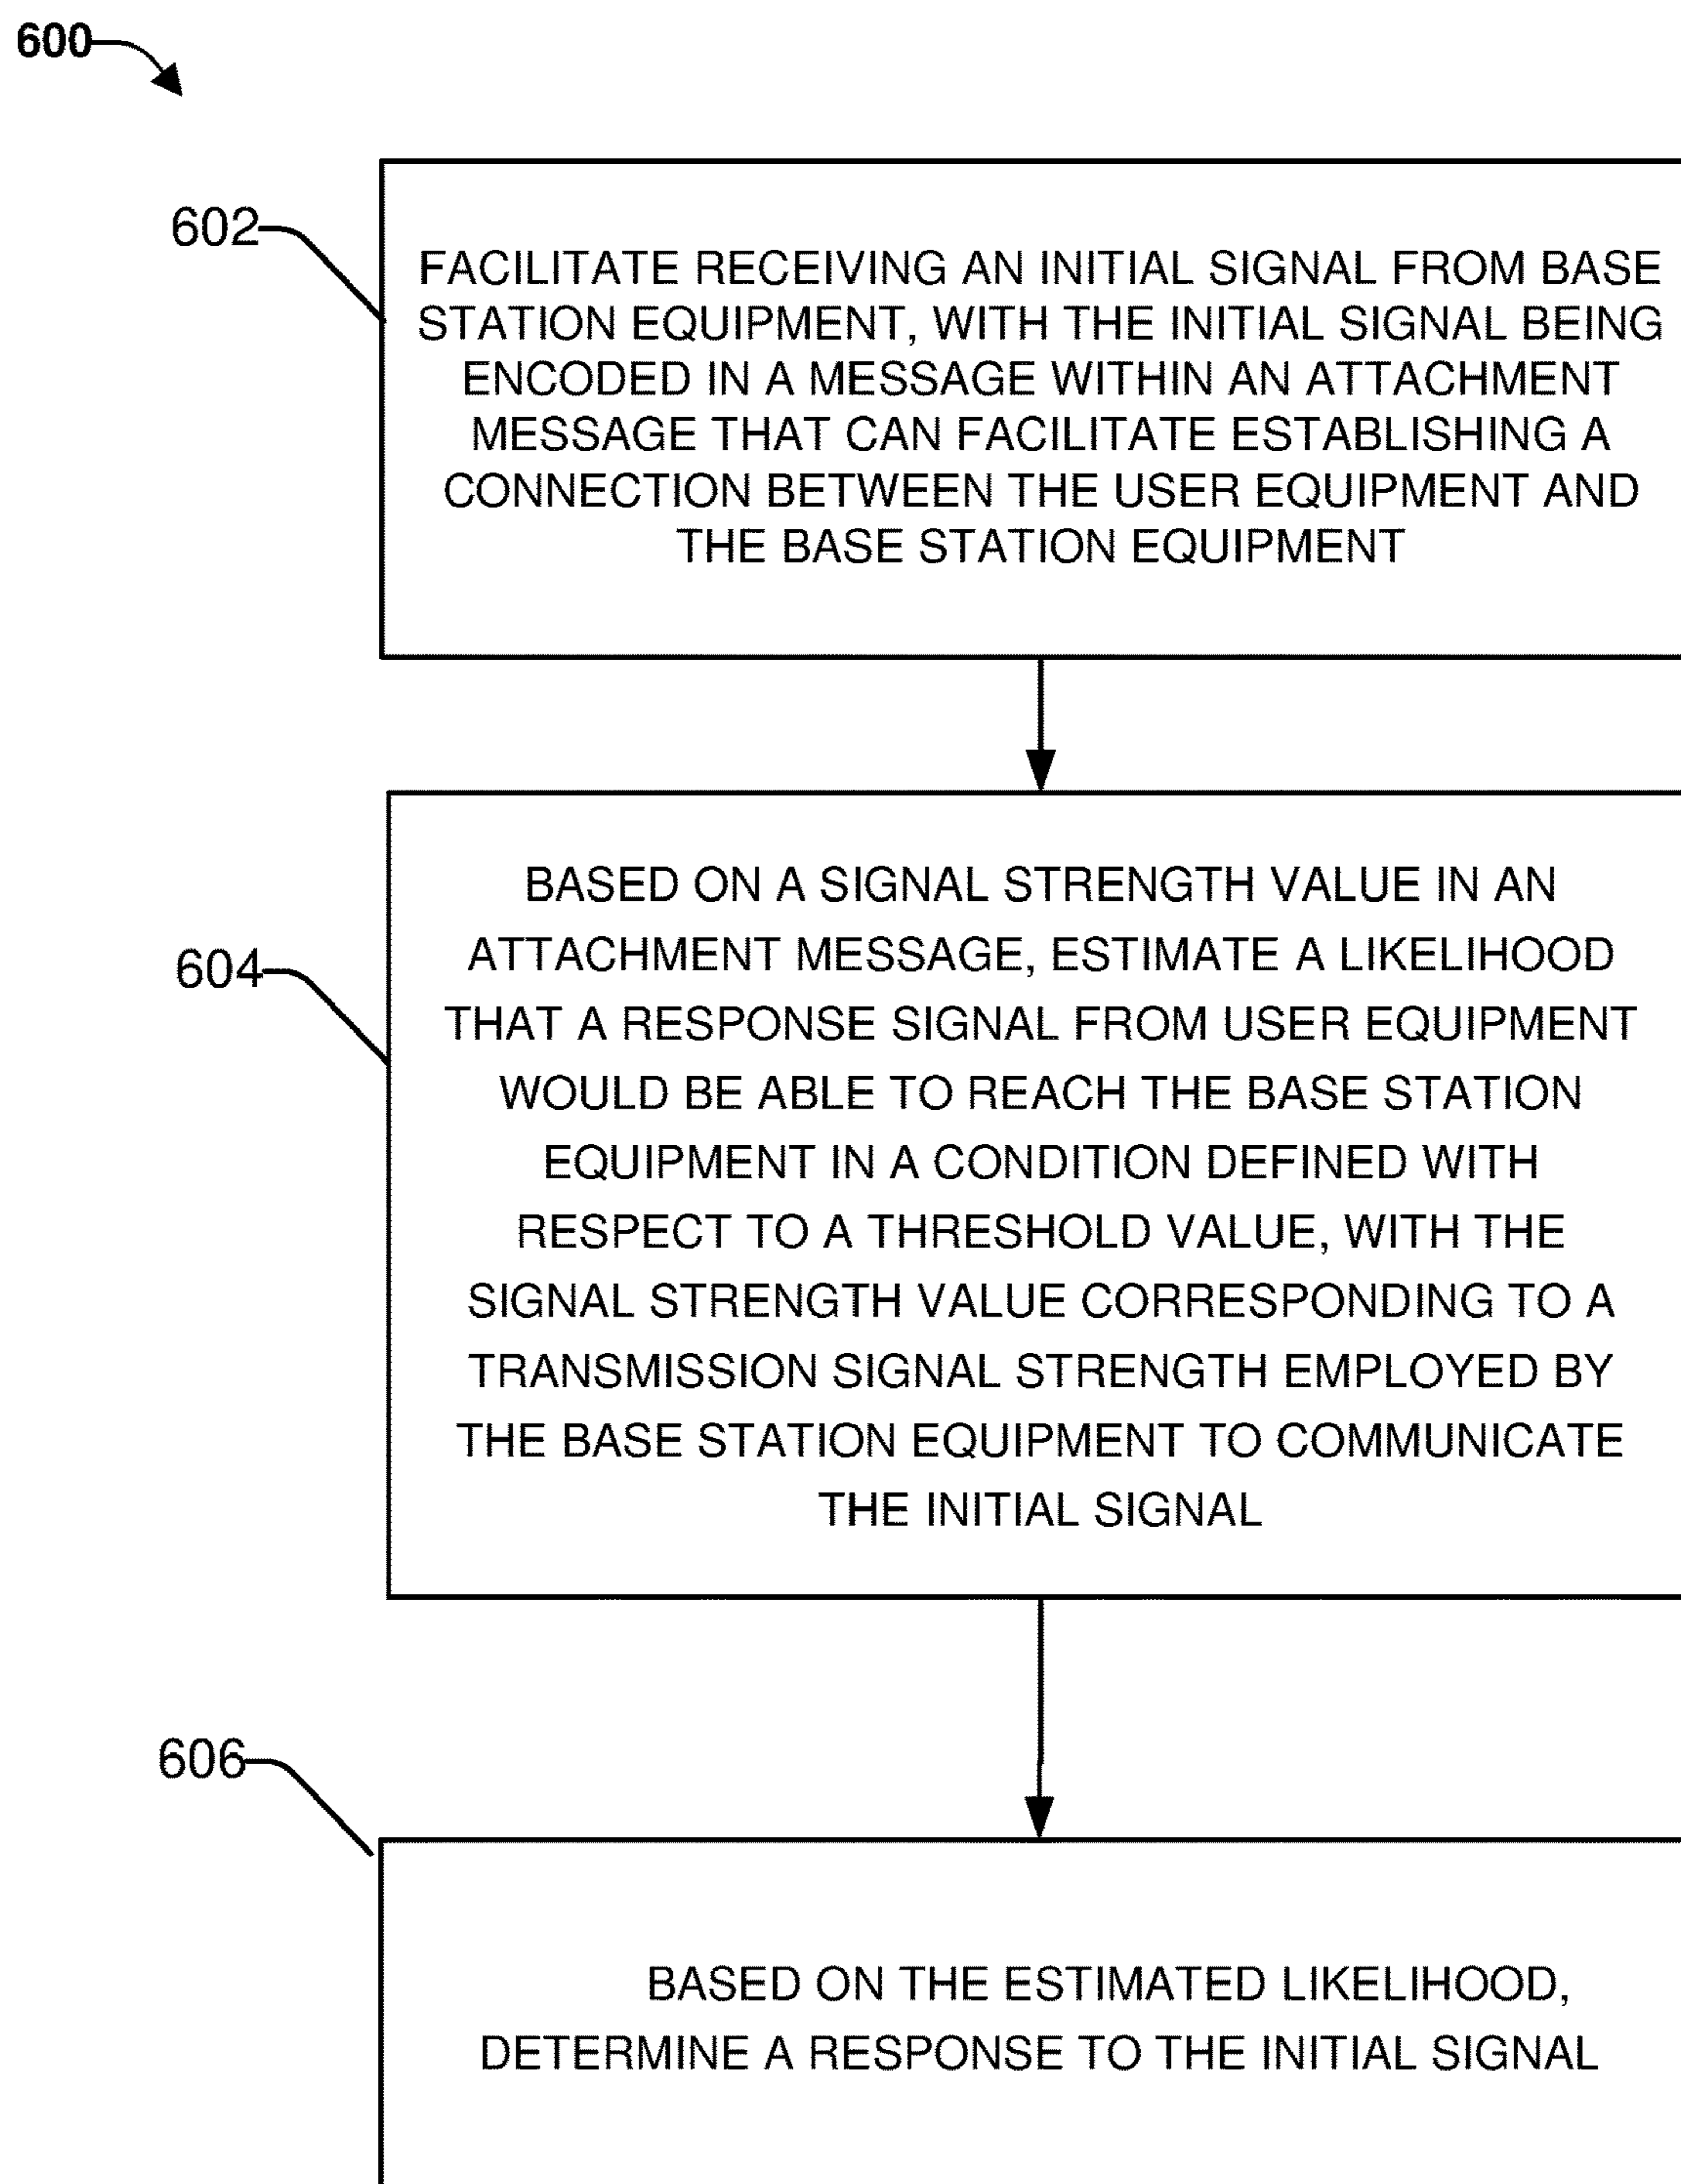 600
602
FACILITATE RECEIVING AN INITIAL SIGNAL FROM BASE
STATION EQUIPMENT, WITH THE INITIAL SIGNAL BEING
ENCODED IN A MESSAGE WITHIN AN ATTACHMENT
MESSAGE THAT CAN FACILITATE ESTABLISHING A
CONNECTION BETWEEN THE USER EQUIPMENT AND
THE BASE STATION EQUIPMENT
604
BASED ON A SIGNAL STRENGTH VALUE IN AN
ATTACHMENT MESSAGE, ESTIMATE A LIKELIHOOD
THAT A RESPONSE SIGNAL FROM USER EQUIPMENT
WOULD BE ABLE TO REACH THE BASE STATION
EQUIPMENT IN A CONDITION DEFINED WITH
RESPECT TO A THRESHOLD VALUE, WITH THE
SIGNAL STRENGTH VALUE CORRESPONDING TO A
TRANSMISSION SIGNAL STRENGTH EMPLOYED BY
THE BASE STATION EQUIPMENT TO COMMUNICATE
THE INITIAL SIGNAL
606
BASED ON THE ESTIMATED LIKELIHOOD,
DETERMINE A RESPONSE TO THE INITIAL SIGNAL